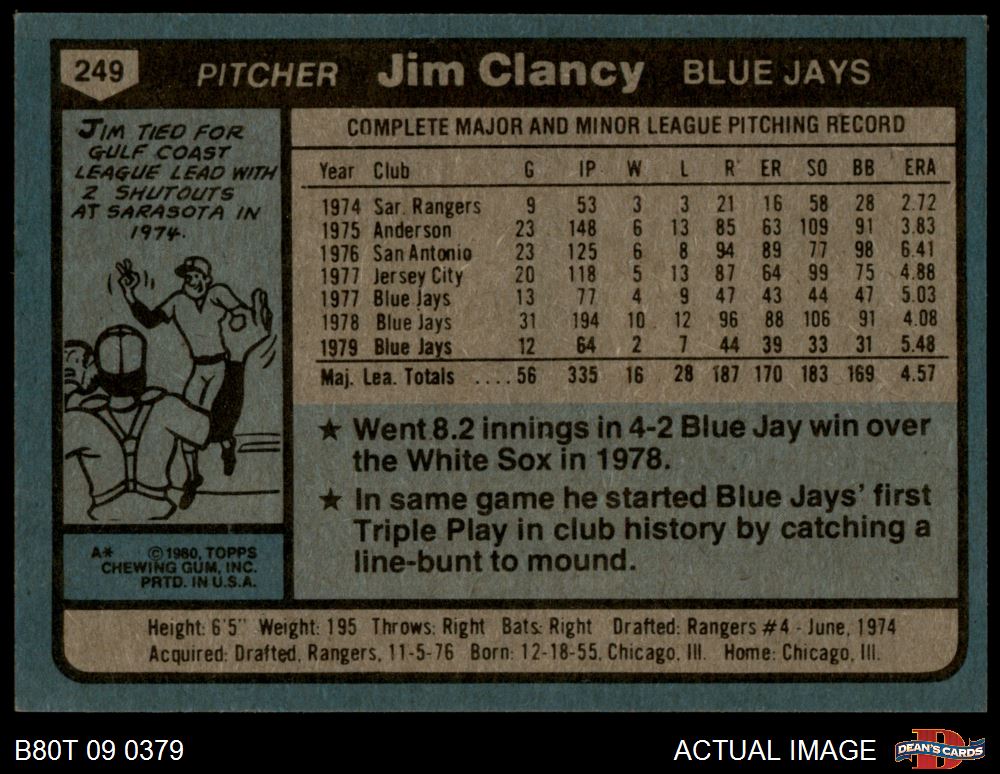 249 PITCHER Jim Clancy BLUE JAYS
JIM TIED FOR
GULF COAST
LEAGUE LEAD WITH
2 SHUTOUTS
AT SARASOTA IN
1974.
COMPLETE MAJOR AND MINOR LEAGUE PITCHING RECORD
Year Club G IP W L R ER SO BB ERA
1974 Sar. Rangers 9 53 3 3 21 16 58 28 2.72
1975 Anderson 23 148 6 13 85 63 109 91 3.83
1976 San Antonio 23 125 6 8 94 89 77 98 6.41
1977 Jersey City 20 118 5 13 87 64 99 75 4.88
1977 Blue Jays 13 77 4 9 47 43 44 47 5.03
1978 Blue Jays 31 194 10 12 96 88 106 91 4.08
1979 Blue Jays 12 64 2 7 44 39 33 31 5.48
Maj. Lea. Totals ....56 335 16 28 187 170 183 169 4.57
★ Went 8.2 innings in 4-2 Blue Jay win over
the White Sox in 1978.
★ In same game he started Blue Jays' first
Triple Play in club history by catching a
line-bunt to mound.
A* © 1980, TOPPS
CHEWING GUM, INC.
PRTD. IN U.S.A.
Height: 6'5" Weight: 195 Throws: Right Bats: Right Drafted: Rangers #4 - June, 1974
Acquired: Drafted, Rangers, 11-5-76 Born: 12-18-55, Chicago, Ill. Home: Chicago, Ill.
B80T 09 0379 ACTUAL IMAGE DEAN'S CARDS